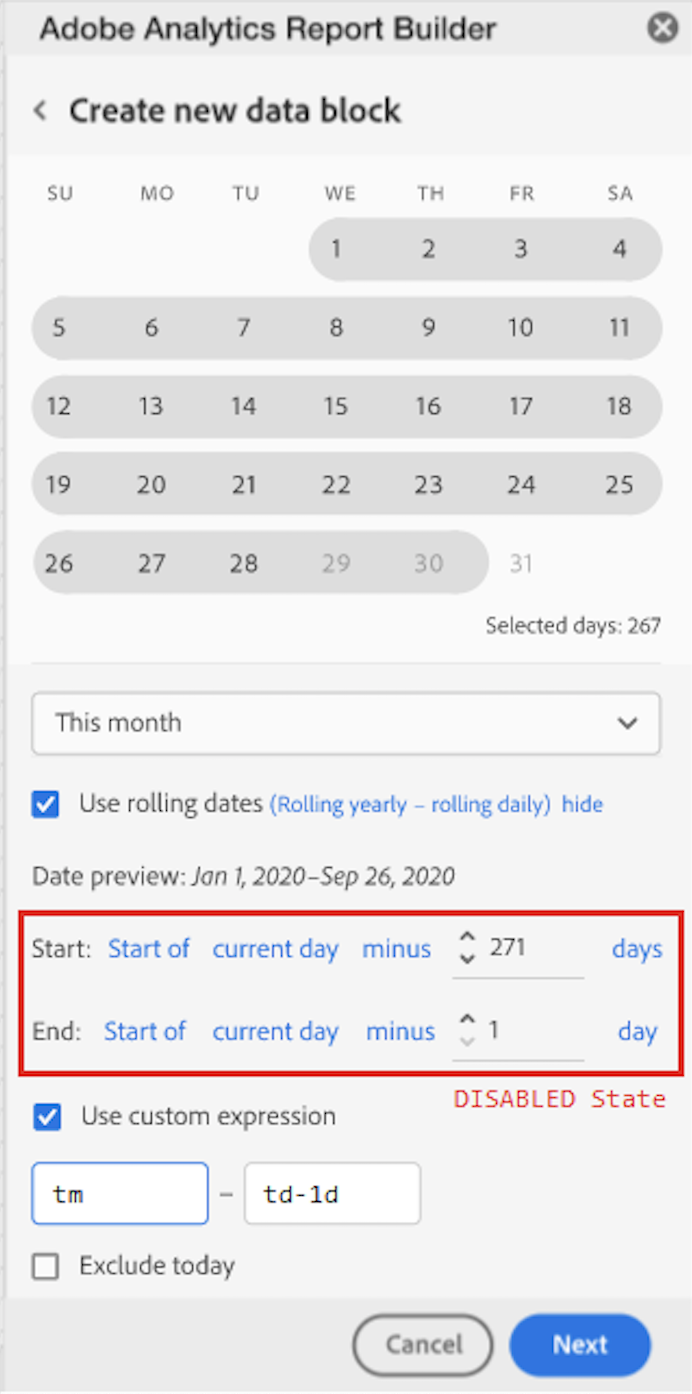 Adobe Analytics Report Builder
Create new data block
SU MO TU WE TH FR SA
1 2 3 4
5 6 7 8 9 10 11
12 13 14 15 16 17 18
19 20 21 22 23 24 25
26 27 28 29 30 31
Selected days: 267
This month
Use rolling dates (Rolling yearly – rolling daily) hide
Date preview: Jan 1, 2020–Sep 26, 2020
Start: Start of current day minus 271 days
End: Start of current day minus 1 day
DISABLED State
Use custom expression
tm – td-1d
Exclude today
Cancel Next